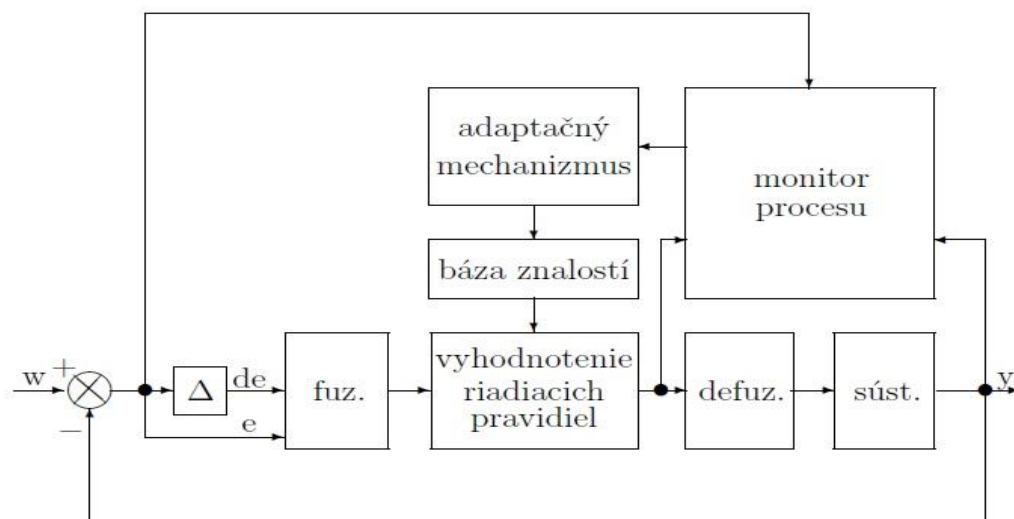 adaptačný
mechanizmus
monitor
procesu
báza znalostí
w
+
−
Δ
de
e
fuz.
vyhodnotenie
riadiacich
pravidiel
defuz.
súst.
y